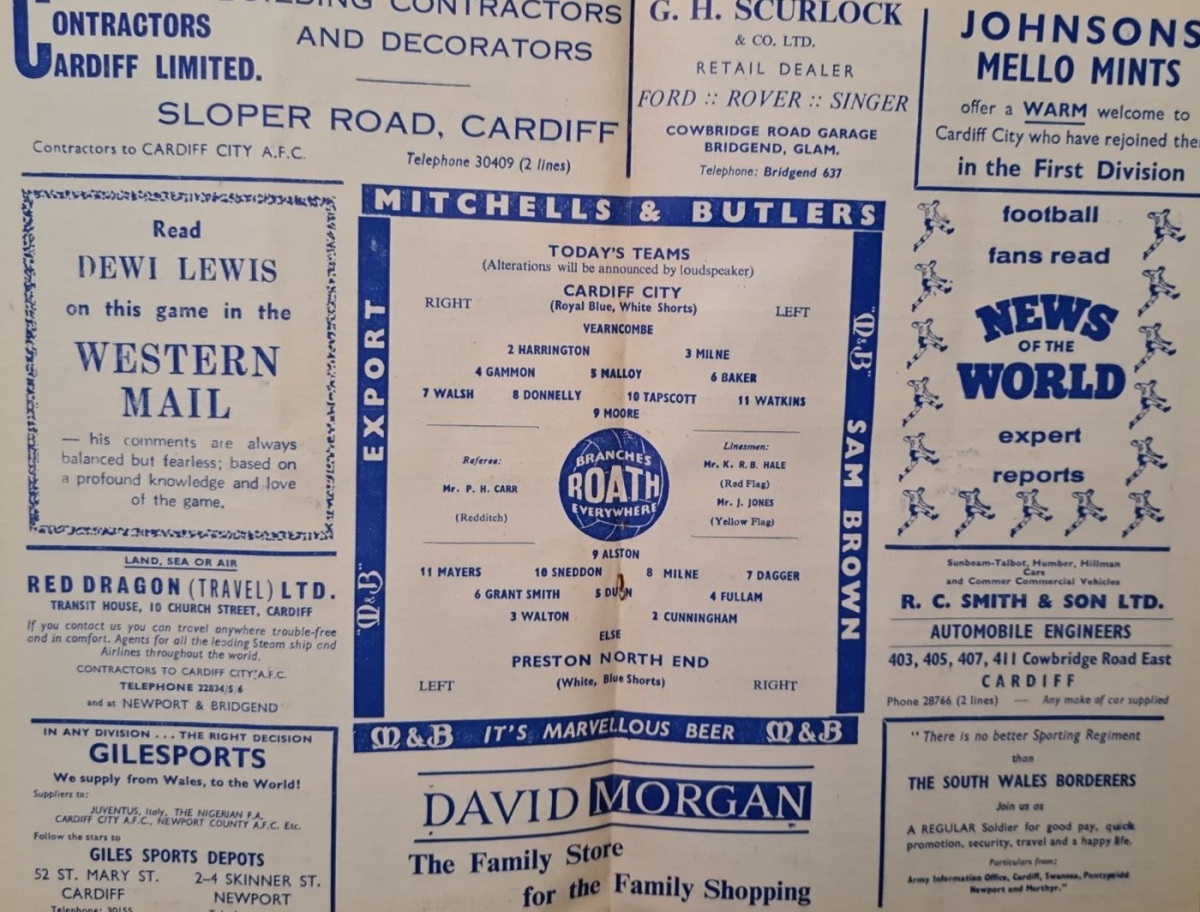 CONTRACTORS
CARDIFF LIMITED.
BUILDING CONTRACTORS
AND DECORATORS
SLOPER ROAD, CARDIFF
Contractors to CARDIFF CITY A.F.C.
Telephone 30409 (2 lines)
G. H. SCURLOCK
& CO. LTD.
RETAIL DEALER
FORD :: ROVER :: SINGER
COWBRIDGE ROAD GARAGE
BRIDGEND, GLAM.
Telephone: Bridgend 637
JOHNSONS
MELLO MINTS
offer a WARM welcome to
Cardiff City who have rejoined the
in the First Division
Read
DEWI LEWIS
on this game in the
WESTERN
MAIL
— his comments are always
balanced but fearless; based on
a profound knowledge and love
of the game.
LAND, SEA OR AIR
RED DRAGON (TRAVEL) LTD.
TRANSIT HOUSE, 10 CHURCH STREET, CARDIFF
If you contact us you can travel anywhere trouble-free
and in comfort. Agents for all the leading Steam ship and
Airlines throughout the world.
CONTRACTORS TO CARDIFF CITY A.F.C.
TELEPHONE 22834/5/6
and at NEWPORT & BRIDGEND
IN ANY DIVISION . . . THE RIGHT DECISION
GILESPORTS
We supply from Wales, to the World!
Suppliers to:
JUVENTUS, Italy, THE NIGERIAN F.A.
CARDIFF CITY A.F.C., NEWPORT COUNTY A.F.C. Etc.
Follow the stars to
GILES SPORTS DEPOTS
52 ST. MARY ST. 2–4 SKINNER ST.
CARDIFF NEWPORT
Telephone: 30155
MITCHELLS & BUTLERS
EXPORT
"M&B"
"M&B"
SAM BROWN
TODAY'S TEAMS
(Alterations will be announced by loudspeaker)
CARDIFF CITY
RIGHT (Royal Blue, White Shorts) LEFT
VEARNCOMBE
2 HARRINGTON 3 MILNE
4 GAMMON 5 MALLOY 6 BAKER
7 WALSH 8 DONNELLY 10 TAPSCOTT 11 WATKINS
9 MOORE
Referee:
Mr. P. H. CARR
(Redditch)
BRANCHES
ROATH
EVERYWHERE
Linesmen:
Mr. K. R. B. HALE
(Red Flag)
Mr. J. JONES
(Yellow Flag)
9 ALSTON
11 MAYERS 10 SNEDDON 8 MILNE 7 DAGGER
6 GRANT SMITH 5 DUNN 4 FULLAM
3 WALTON 2 CUNNINGHAM
ELSE
PRESTON NORTH END
LEFT (White, Blue Shorts) RIGHT
M&B IT'S MARVELLOUS BEER M&B
DAVID MORGAN
The Family Store
for the Family Shopping
football
fans read
NEWS
OF THE
WORLD
expert
reports
Sunbeam-Talbot, Humber, Hillman
Cars
and Commer Commercial Vehicles
R. C. SMITH & SON LTD.
AUTOMOBILE ENGINEERS
403, 405, 407, 411 Cowbridge Road East
CARDIFF
Phone 28766 (2 lines) — Any make of car supplied
"There is no better Sporting Regiment
than
THE SOUTH WALES BORDERERS
Join us as
A REGULAR Soldier for good pay, quick
promotion, security, travel and a happy life.
Particulars from:
Army Information Office, Cardiff, Swansea, Pontypridd
Newport and Merthyr."